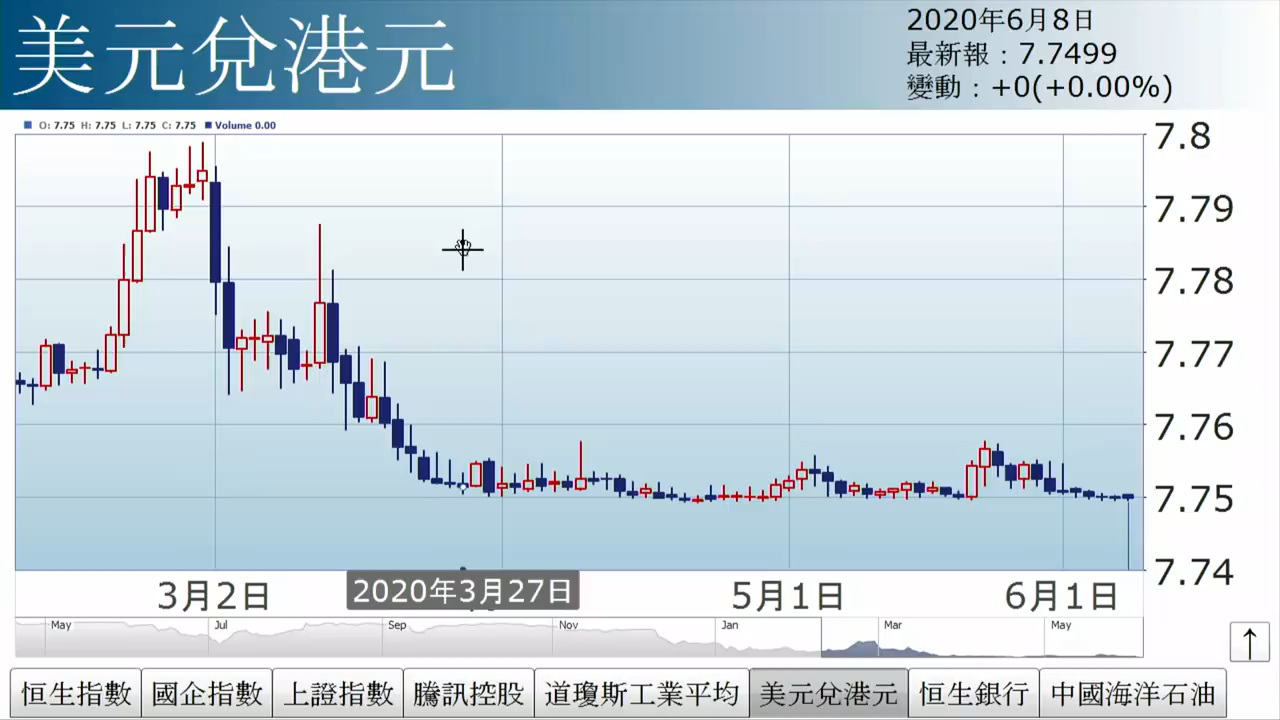 美元兌港元
2020年6月8日
最新報：7.7499
變動：+0(+0.00%)
O: 7.75 H: 7.75 L: 7.75 C: 7.75 Volume 0.00
7.8
7.79
7.78
7.77
7.76
7.75
7.74
3月2日 2020年3月27日 5月1日 6月1日
May Jul Sep Nov Jan Mar May
↑
恒生指數 國企指數 上證指數 騰訊控股 道瓊斯工業平均 美元兌港元 恒生銀行 中國海洋石油